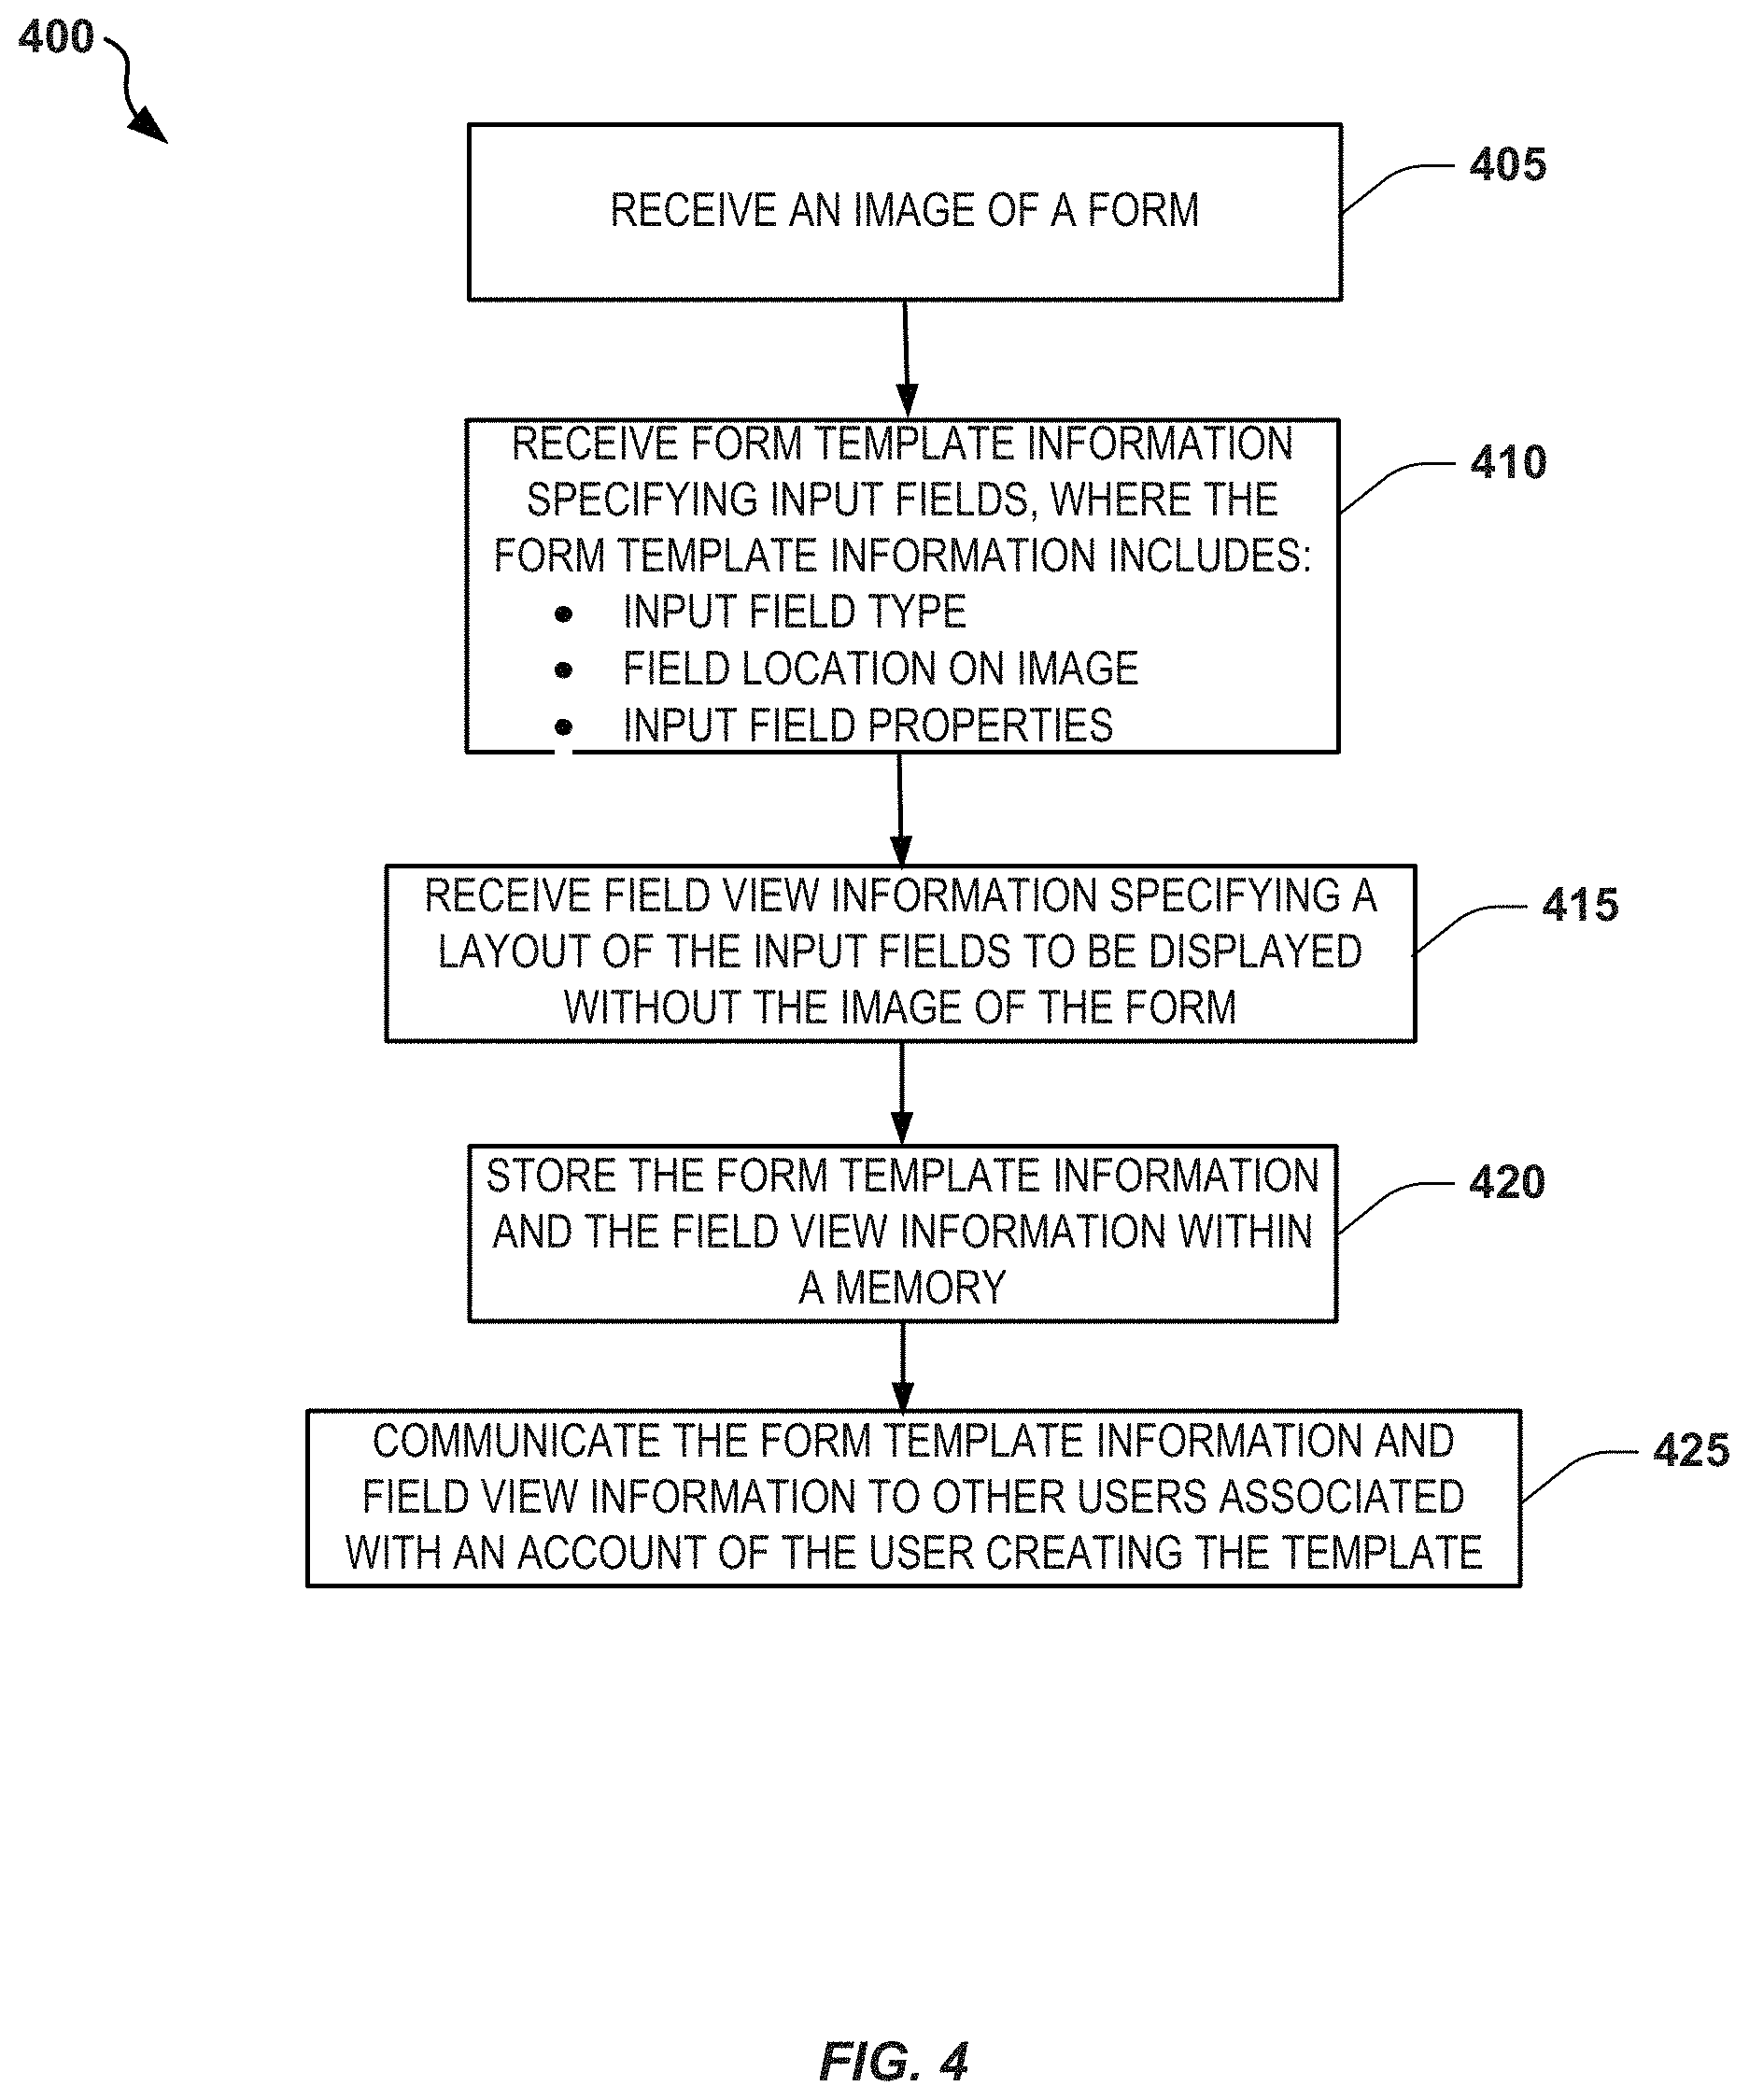 400
405
RECEIVE AN IMAGE OF A FORM
410
RECEIVE FORM TEMPLATE INFORMATION
SPECIFYING INPUT FIELDS, WHERE THE
FORM TEMPLATE INFORMATION INCLUDES:
• INPUT FIELD TYPE
• FIELD LOCATION ON IMAGE
• INPUT FIELD PROPERTIES
415
RECEIVE FIELD VIEW INFORMATION SPECIFYING A
LAYOUT OF THE INPUT FIELDS TO BE DISPLAYED
WITHOUT THE IMAGE OF THE FORM
420
STORE THE FORM TEMPLATE INFORMATION
AND THE FIELD VIEW INFORMATION WITHIN
A MEMORY
425
COMMUNICATE THE FORM TEMPLATE INFORMATION AND
FIELD VIEW INFORMATION TO OTHER USERS ASSOCIATED
WITH AN ACCOUNT OF THE USER CREATING THE TEMPLATE
FIG. 4